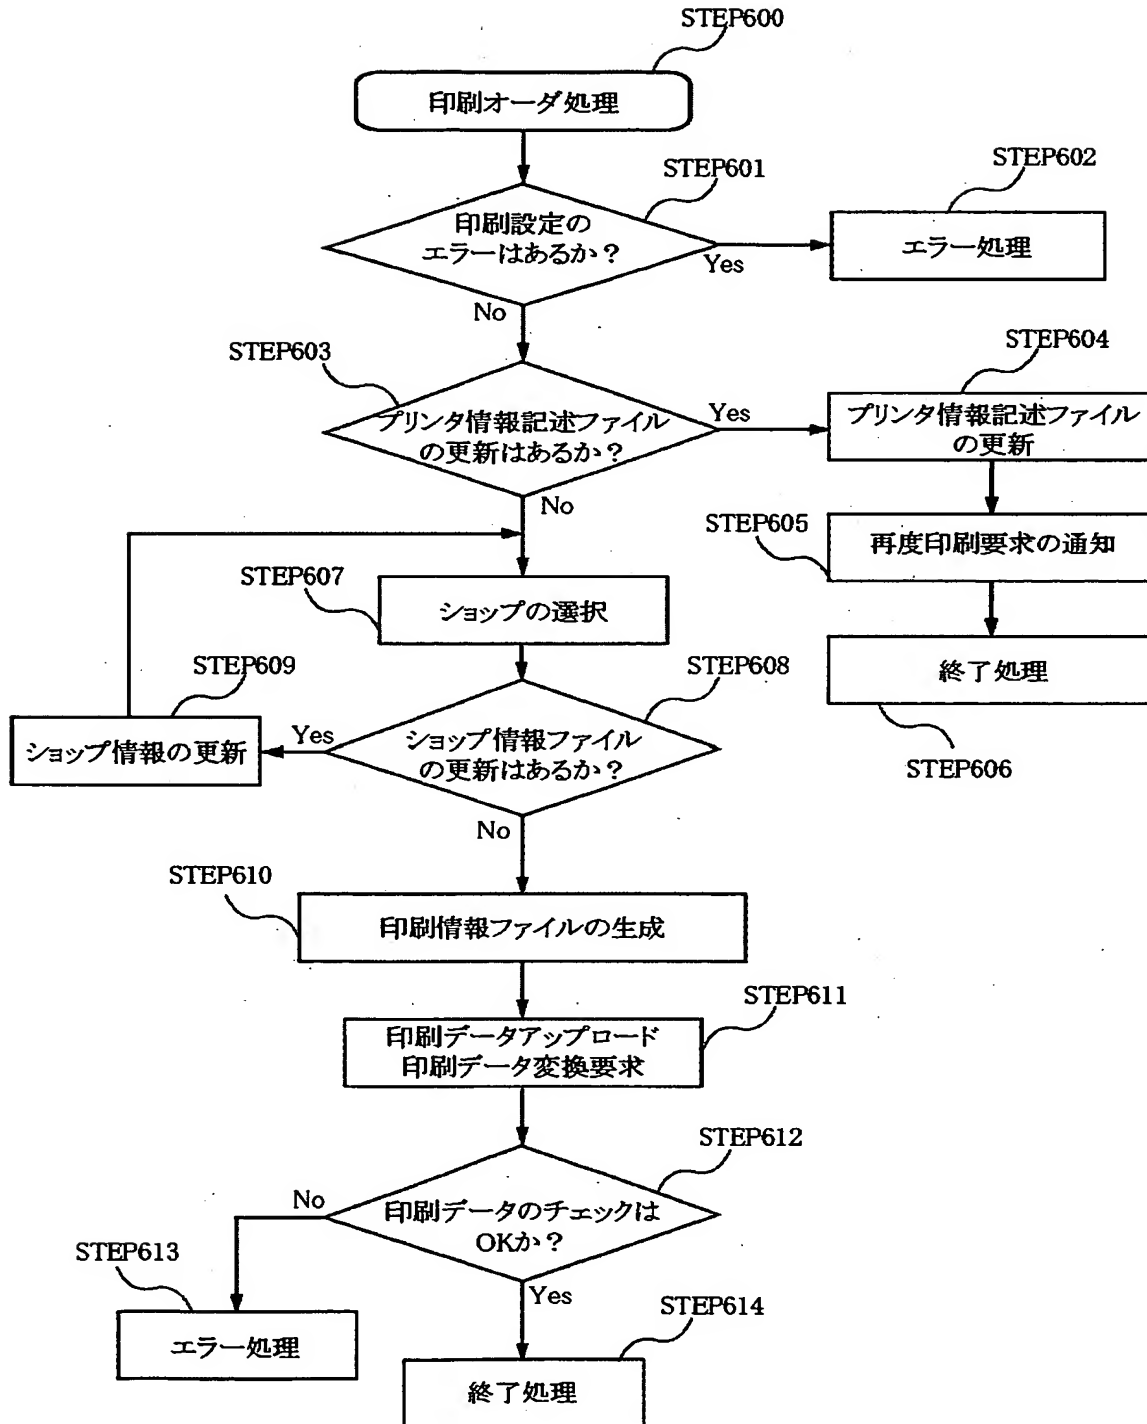 STEP600
印刷オーダ処理
STEP601
印刷設定の
エラーはあるか？
Yes
No
STEP602
エラー処理
STEP603
プリンタ情報記述ファイル
の更新はあるか？
Yes
No
STEP604
プリンタ情報記述ファイル
の更新
STEP605
再度印刷要求の通知
終了処理
STEP606
STEP607
ショップの選択
STEP608
ショップ情報ファイル
の更新はあるか？
Yes
No
STEP609
ショップ情報の更新
STEP610
印刷情報ファイルの生成
STEP611
印刷データアップロード
印刷データ変換要求
STEP612
印刷データのチェックは
OKか？
No
Yes
STEP613
エラー処理
STEP614
終了処理